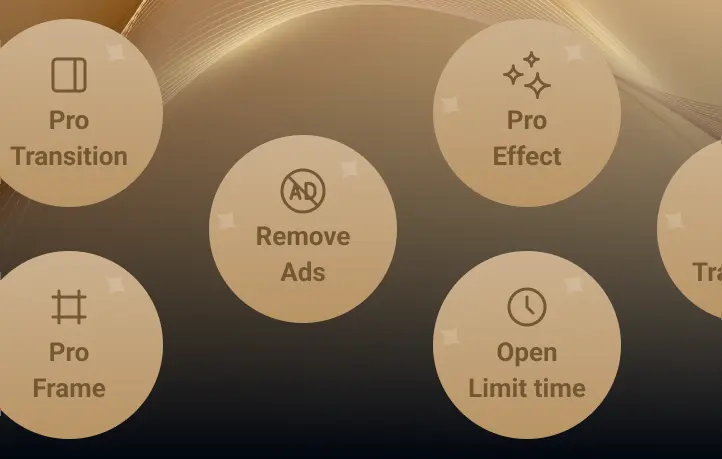 Pro
Transition
Pro
Effect
AD
Remove
Ads
Pro
Frame
Open
Limit time